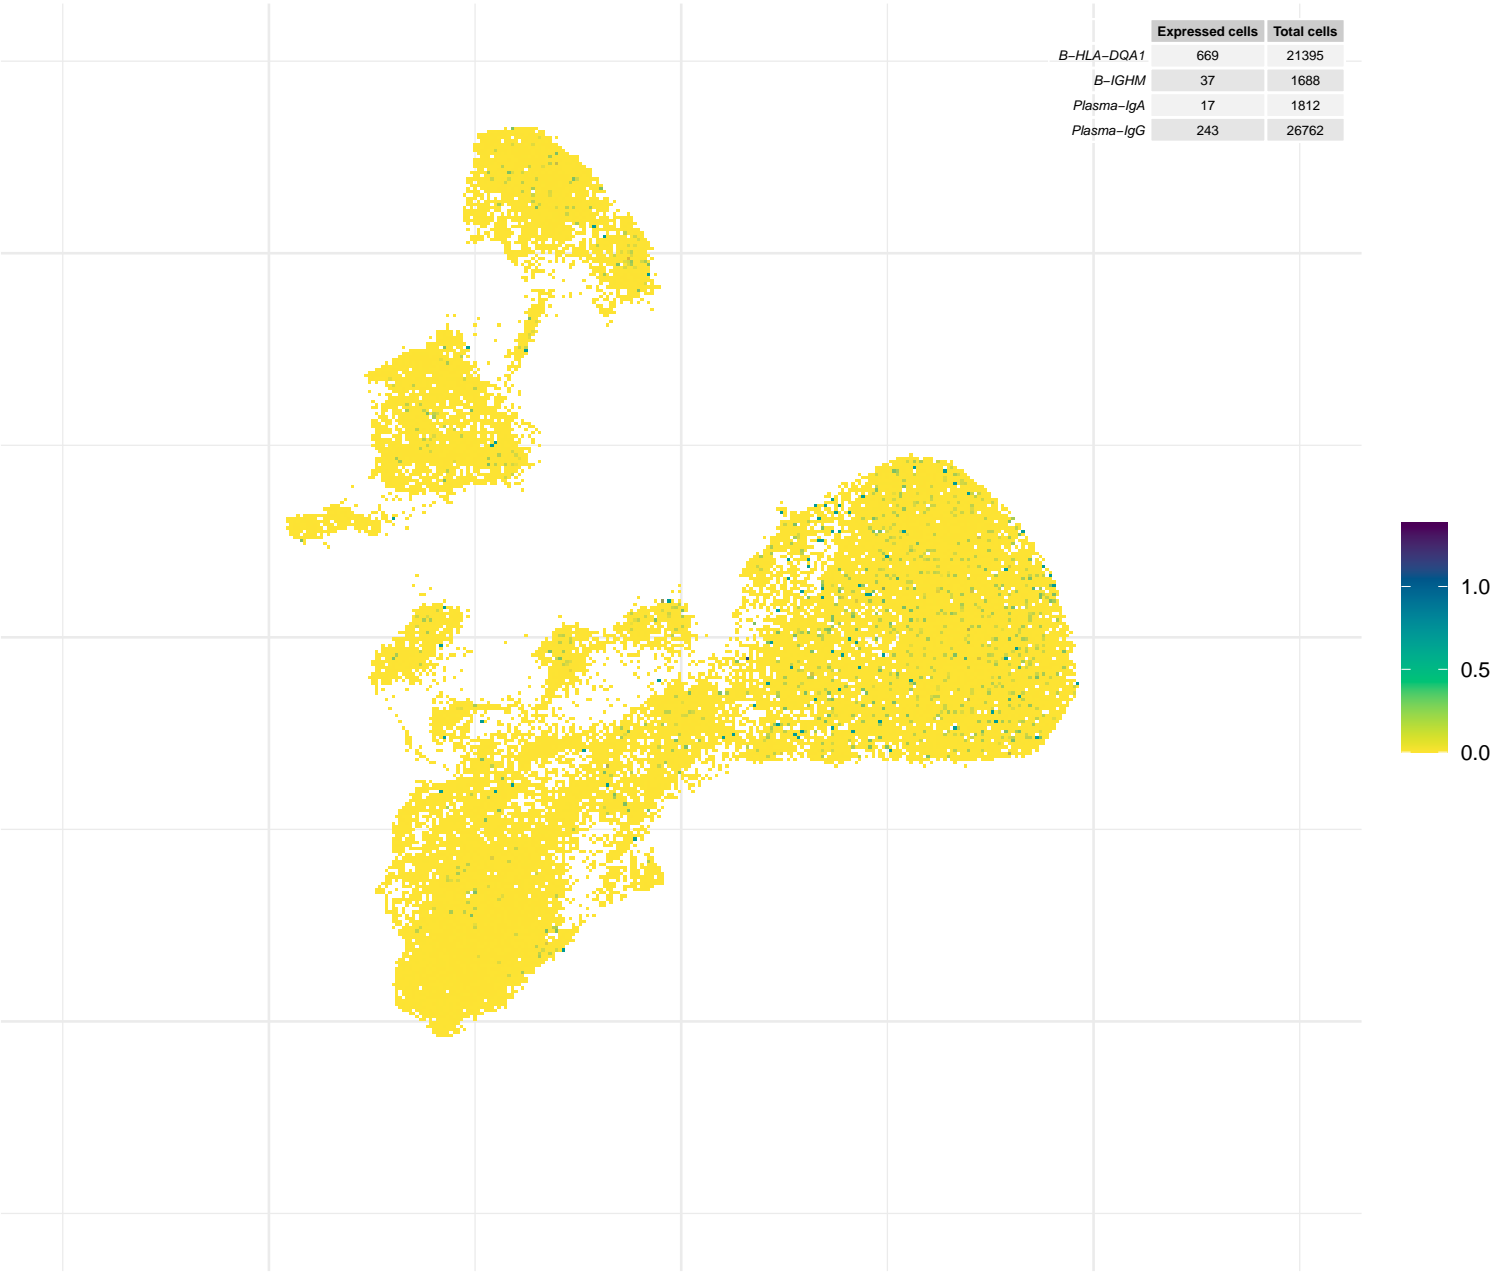 Expressed cells Total cells
B−HLA−DQA1 669 21395
B−IGHM 37 1688
Plasma−IgA 17 1812
Plasma−IgG 243 26762
1.0
0.5
0.0